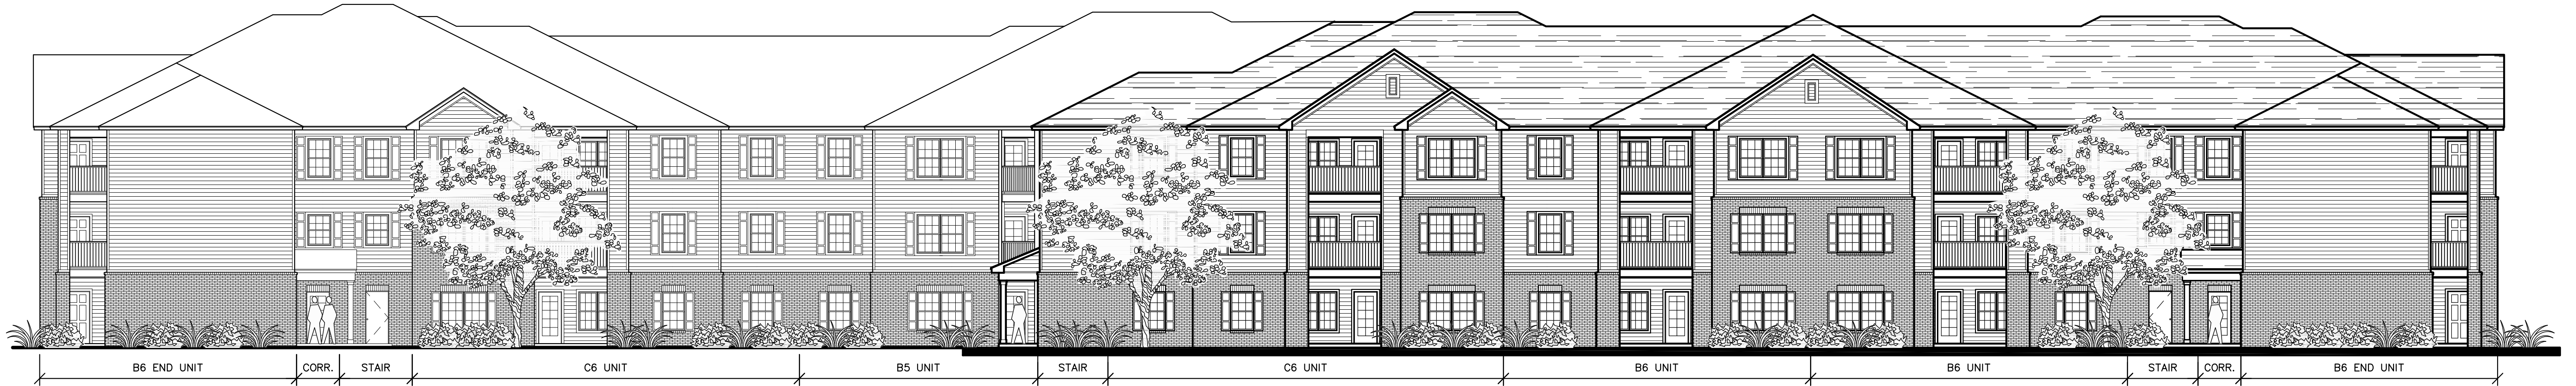 B6 END UNIT
CORR.
STAIR
C6 UNIT
B5 UNIT
STAIR
C6 UNIT
B6 UNIT
B6 UNIT
STAIR
CORR.
B6 END UNIT